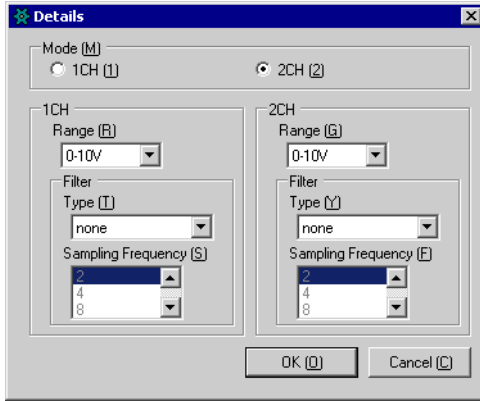 Details
Mode (M)
1CH (1) 2CH (2)
1CH 2CH
Range (R) Range (G)
0-10V 0-10V
Filter Filter
Type (T) Type (Y)
none none
Sampling Frequency (S) Sampling Frequency (F)
2 2
4 4
8 8
OK (O) Cancel (C)